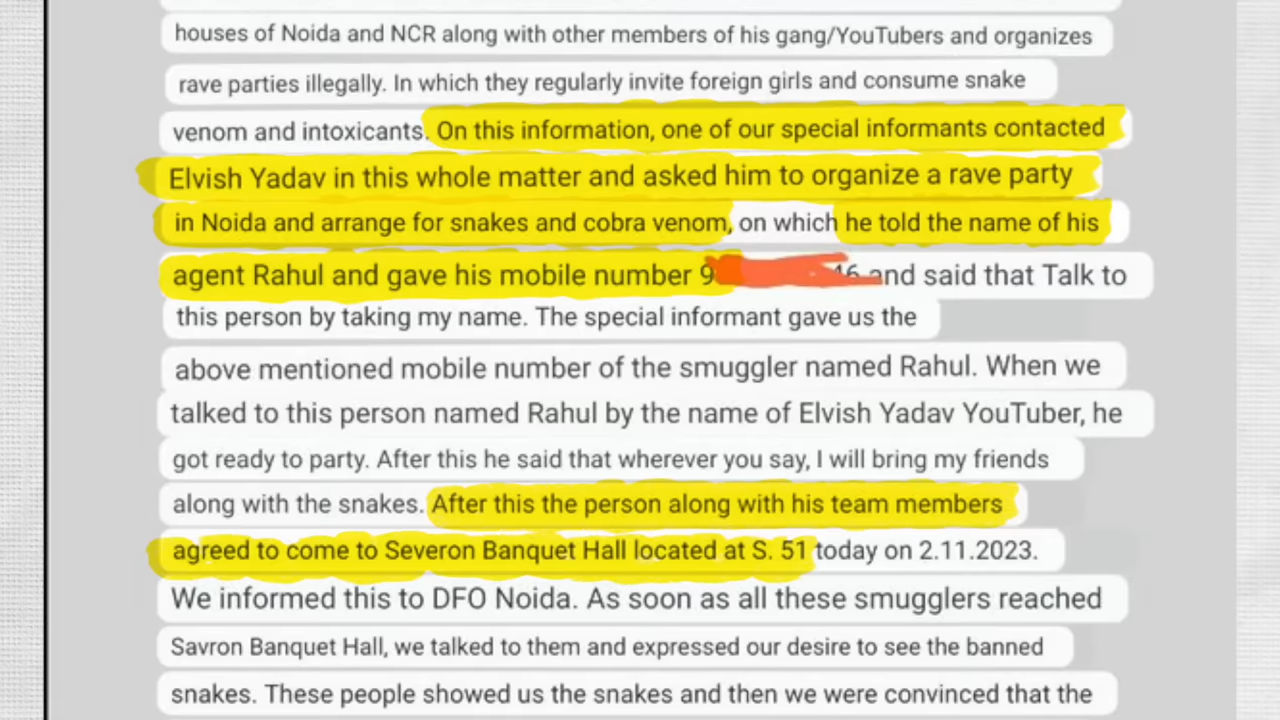 houses of Noida and NCR along with other members of his gang/YouTubers and organizes
rave parties illegally. In which they regularly invite foreign girls and consume snake
venom and intoxicants. On this information, one of our special informants contacted
Elvish Yadav in this whole matter and asked him to organize a rave party
in Noida and arrange for snakes and cobra venom, on which he told the name of his
agent Rahul and gave his mobile number 9 46 and said that Talk to
this person by taking my name. The special informant gave us the
above mentioned mobile number of the smuggler named Rahul. When we
talked to this person named Rahul by the name of Elvish Yadav YouTuber, he
got ready to party. After this he said that wherever you say, I will bring my friends
along with the snakes. After this the person along with his team members
agreed to come to Severon Banquet Hall located at S. 51 today on 2.11.2023.
We informed this to DFO Noida. As soon as all these smugglers reached
Savron Banquet Hall, we talked to them and expressed our desire to see the banned
snakes. These people showed us the snakes and then we were convinced that the